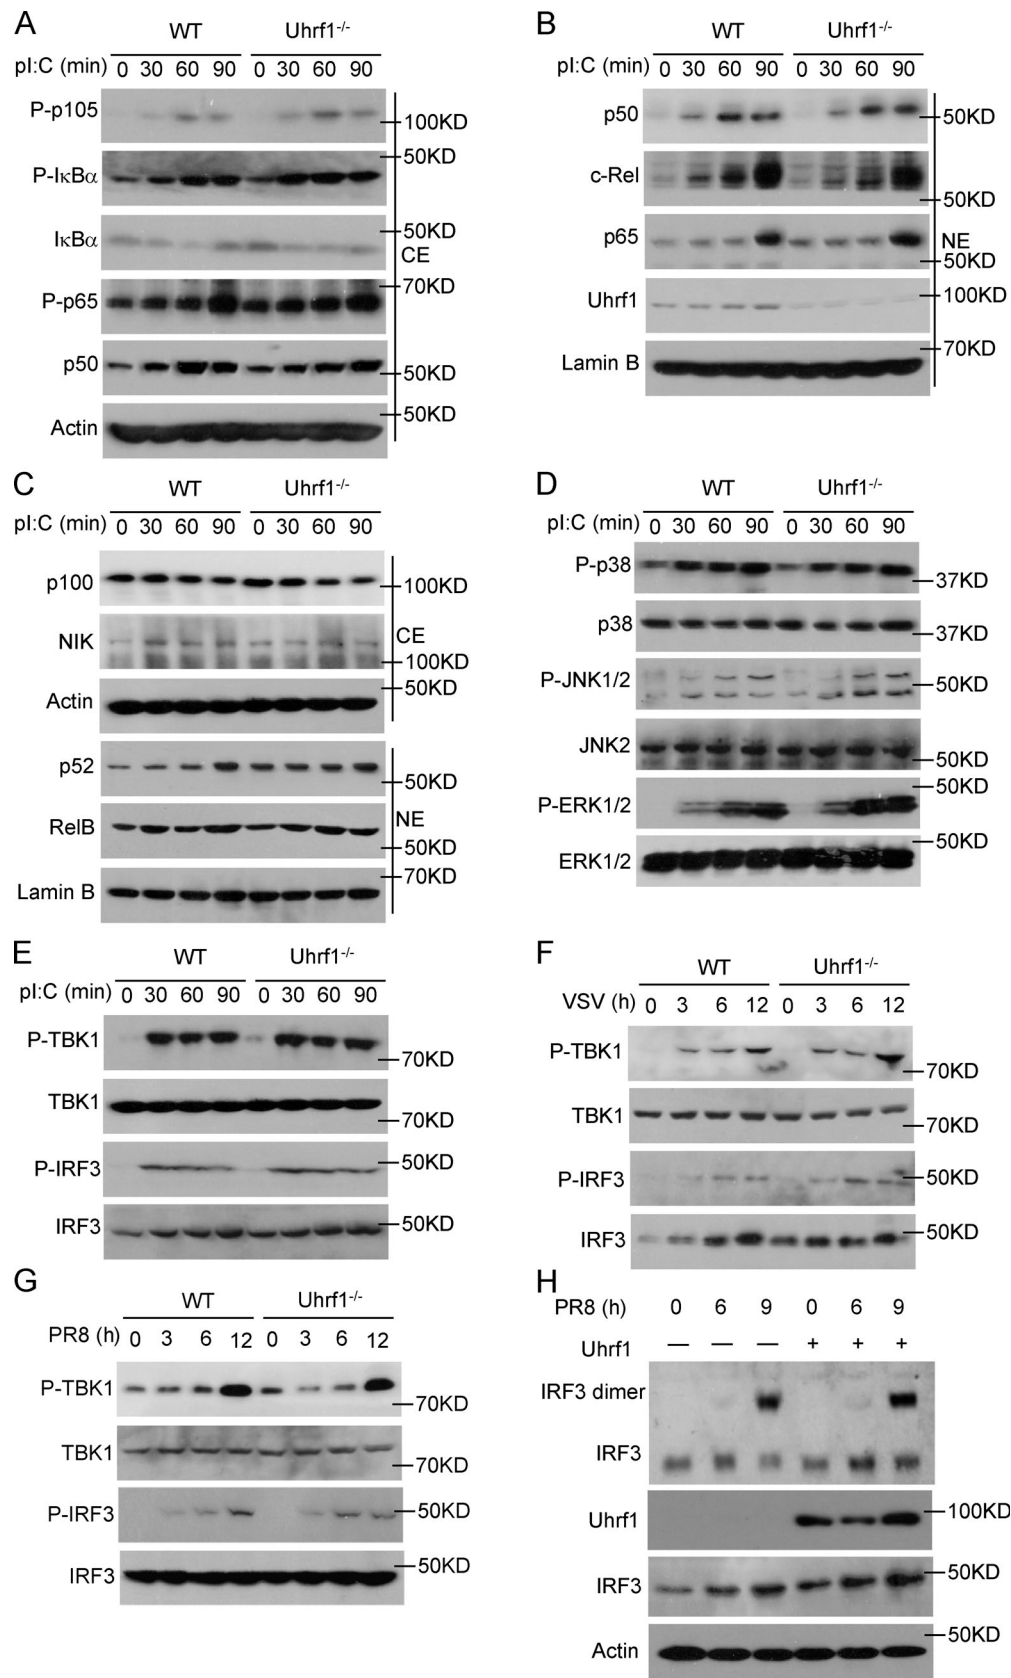 A
WT Uhrf1-/-
pI:C (min) 0 30 60 90 0 30 60 90
P-p105
100KD
50KD
P-IκBα
IκBα
50KD
CE
70KD
P-p65
p50
50KD
50KD
Actin
B
WT Uhrf1-/-
pI:C (min) 0 30 60 90 0 30 60 90
p50
50KD
c-Rel
50KD
p65
NE
50KD
Uhrf1
100KD
70KD
Lamin B
C
WT Uhrf1-/-
pI:C (min) 0 30 60 90 0 30 60 90
p100
100KD
NIK
CE
100KD
50KD
Actin
p52
50KD
RelB
NE
50KD
70KD
Lamin B
D
WT Uhrf1-/-
pI:C (min) 0 30 60 90 0 30 60 90
P-p38
37KD
p38
37KD
P-JNK1/2
50KD
JNK2
50KD
50KD
P-ERK1/2
50KD
ERK1/2
E
WT Uhrf1-/-
pI:C (min) 0 30 60 90 0 30 60 90
P-TBK1
70KD
TBK1
70KD
P-IRF3
50KD
IRF3
50KD
F
WT Uhrf1-/-
VSV (h) 0 3 6 12 0 3 6 12
P-TBK1
70KD
TBK1
70KD
P-IRF3
50KD
IRF3
50KD
G
WT Uhrf1-/-
PR8 (h) 0 3 6 12 0 3 6 12
P-TBK1
70KD
TBK1
70KD
P-IRF3
50KD
IRF3
50KD
H
PR8 (h) 0 6 9 0 6 9
Uhrf1 — — — + + +
IRF3 dimer
IRF3
Uhrf1
100KD
IRF3
50KD
50KD
Actin